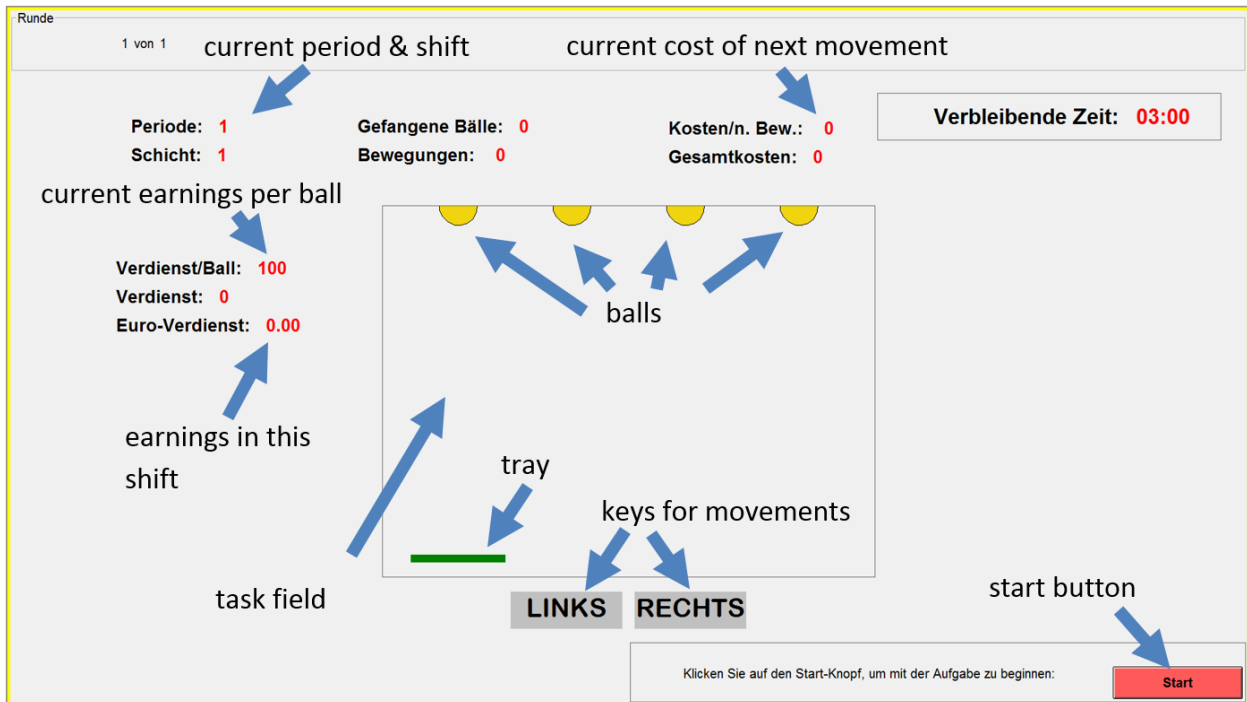 Runde
1 von 1
current period & shift
current cost of next movement
Periode: 1
Schicht: 1
Gefangene Bälle: 0
Bewegungen: 0
Kosten/n. Bew.: 0
Gesamtkosten: 0
Verbleibende Zeit: 03:00
current earnings per ball
Verdienst/Ball: 100
Verdienst: 0
Euro-Verdienst: 0.00
balls
earnings in this
shift
tray
keys for movements
task field
LINKS
RECHTS
start button
Klicken Sie auf den Start-Knopf, um mit der Aufgabe zu beginnen:
Start